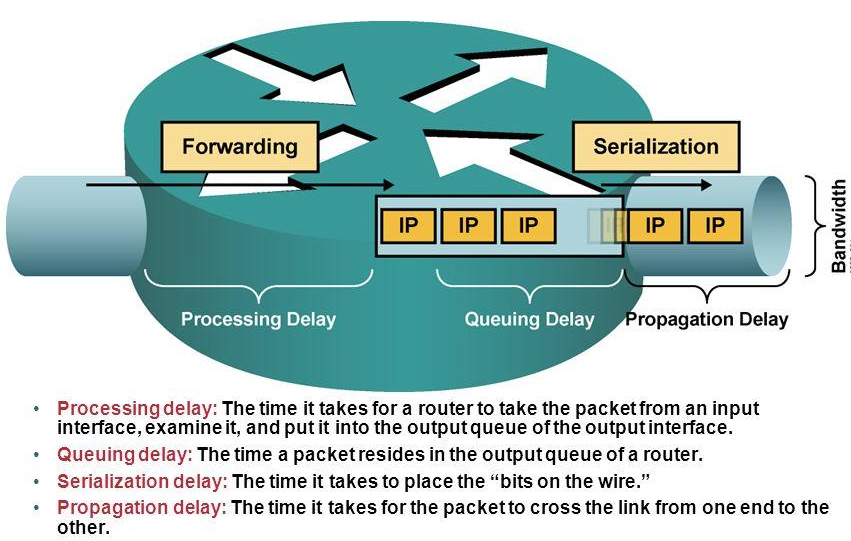 Forwarding
Serialization
IP IP IP IP IP
Bandwidth
Processing Delay
Queuing Delay
Propagation Delay
• Processing delay: The time it takes for a router to take the packet from an input
interface, examine it, and put it into the output queue of the output interface.
• Queuing delay: The time a packet resides in the output queue of a router.
• Serialization delay: The time it takes to place the “bits on the wire.”
• Propagation delay: The time it takes for the packet to cross the link from one end to the
other.